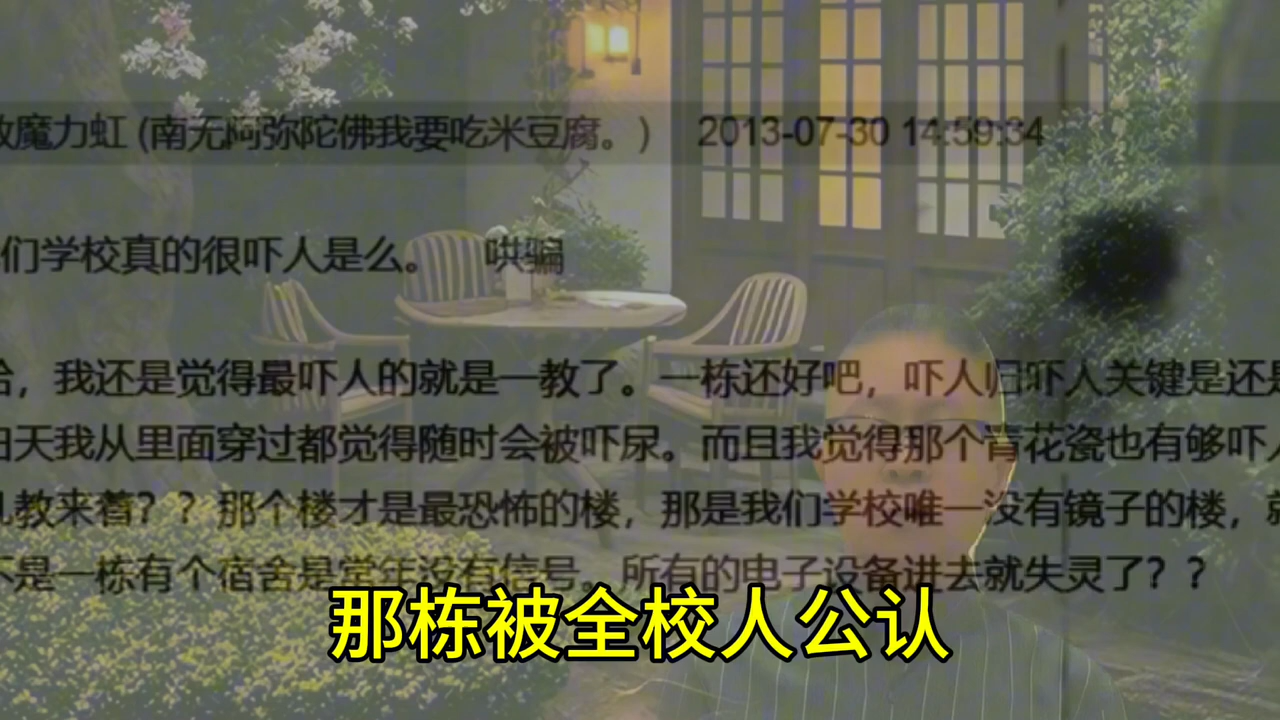 魔力虹 (南无阿弥陀佛我要吃米豆腐。) 2013-07-30 14:59:34
们学校真的很吓人是么。 哄骗
，我还是觉得最吓人的就是一教了。一栋还好吧，吓人归吓人关键是还是
天我从里面穿过都觉得随时会被吓尿。而且我觉得那个青花瓷也有够吓人
教来着？？那个楼才是最恐怖的楼，那是我们学校唯一没有镜子的楼，就
不是一栋有个宿舍是常年没有信号。所有的电子设备进去就失灵了？？
那栋被全校人公认